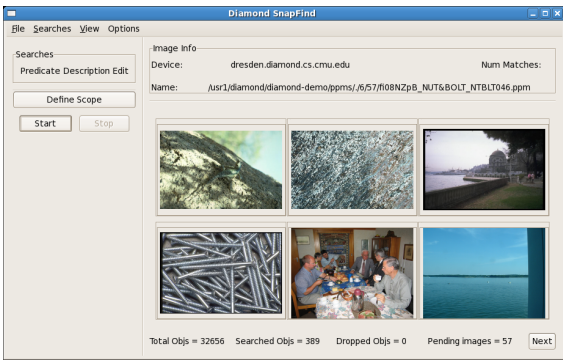 Diamond SnapFind
File Searches View Options
Searches
Predicate Description Edit
Define Scope
Start Stop
Image Info
Device: dresden.diamond.cs.cmu.edu Num Matches:
Name: /usr1/diamond/diamond-demo/ppms/./6/57/fi08NZpB_NUT&BOLT_NTBLT046.ppm
Total Objs = 32656 Searched Objs = 389 Dropped Objs = 0 Pending images = 57 Next